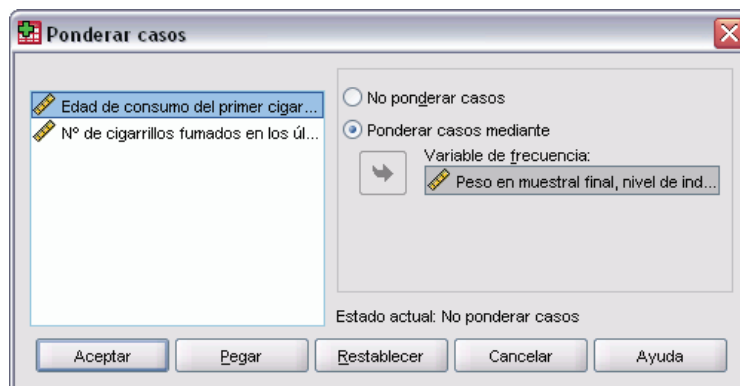 Ponderar casos
Edad de consumo del primer cigar...
Nº de cigarrillos fumados en los úl...
No ponderar casos
Ponderar casos mediante
Variable de frecuencia:
Peso en muestral final, nivel de ind...
Estado actual: No ponderar casos
Aceptar
Pegar
Restablecer
Cancelar
Ayuda